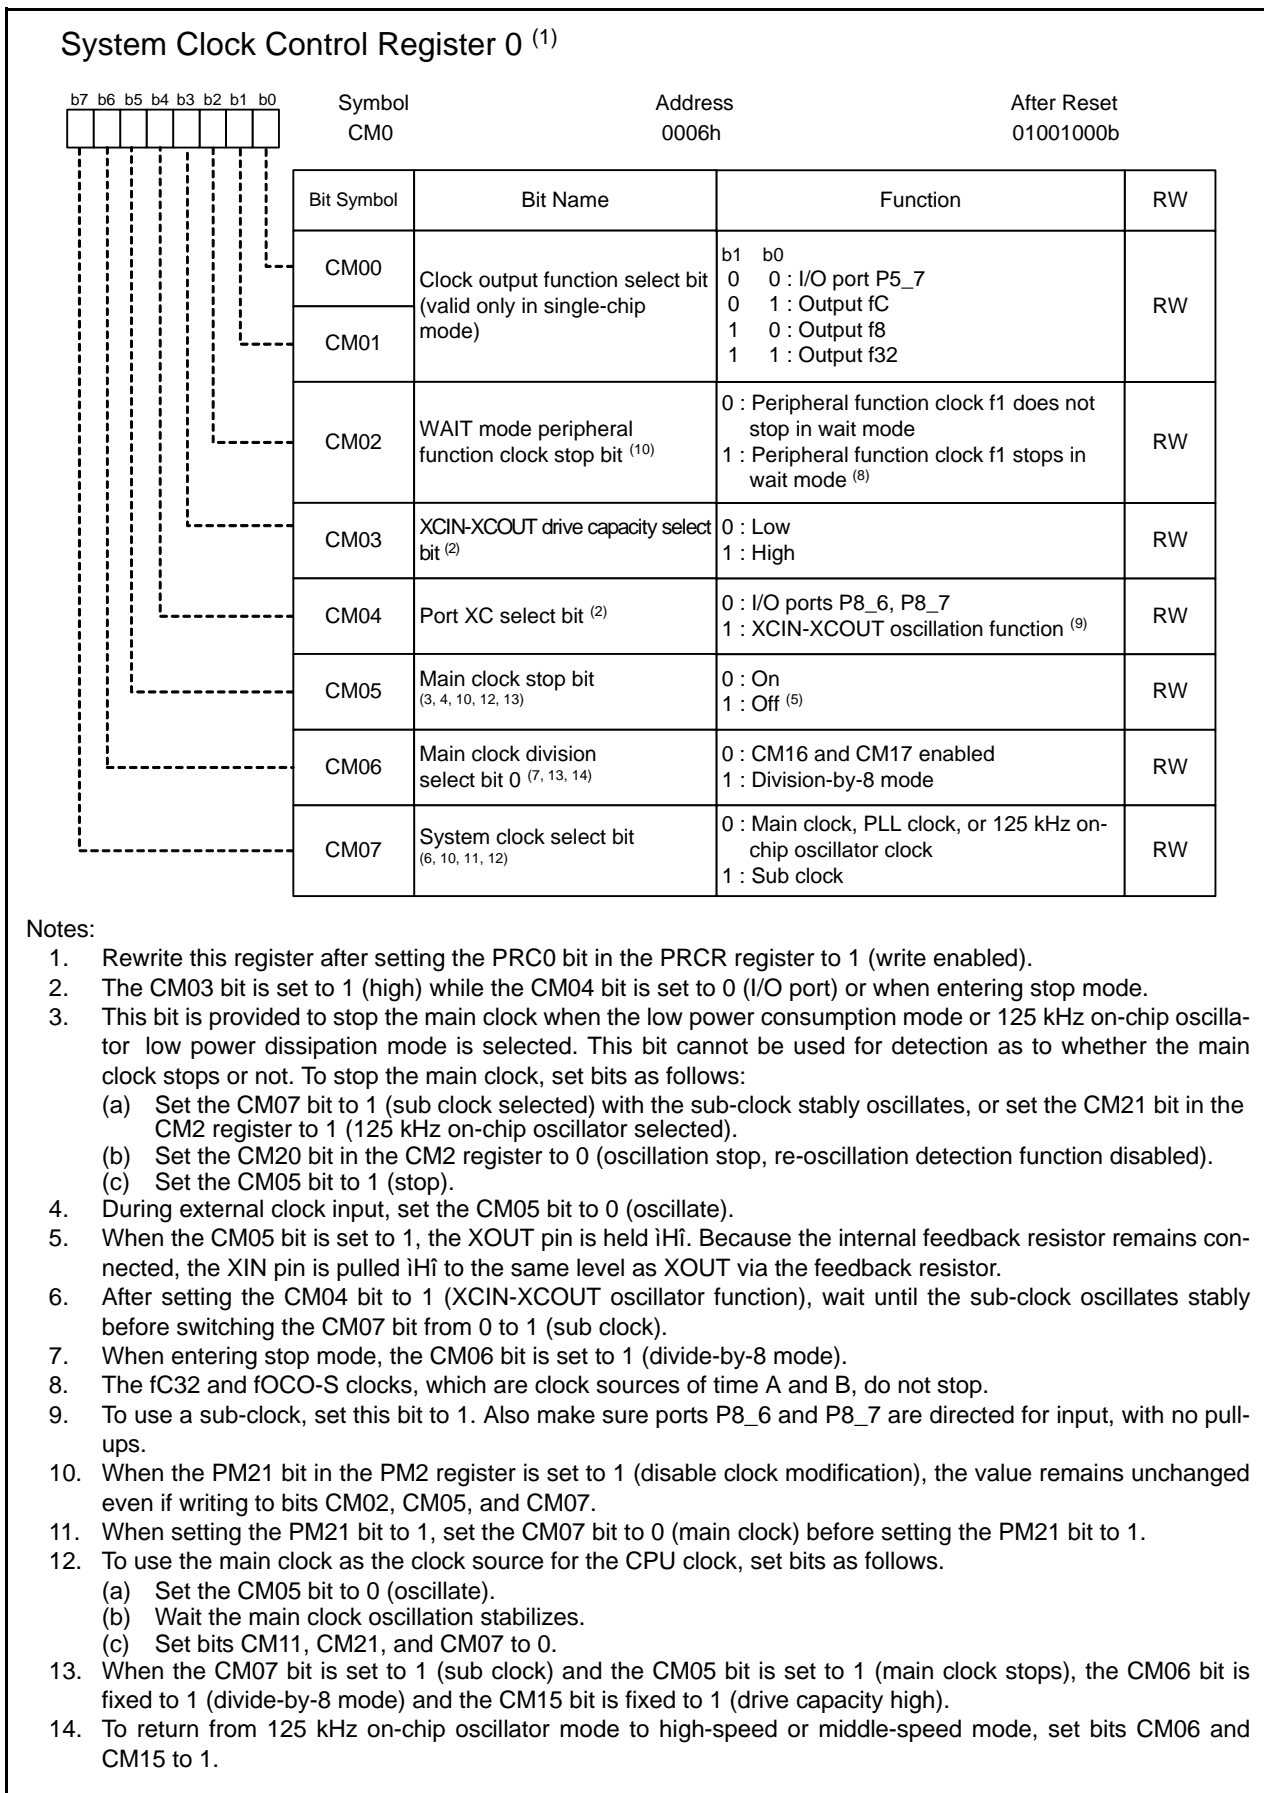 System Clock Control Register 0 (1)
b7 b6 b5 b4 b3 b2 b1 b0
Symbol Address After Reset
CM0 0006h 01001000b
Bit Symbol Bit Name Function RW
CM00
CM01
Clock output function select bit
(valid only in single-chip
mode)
b1 b0
0 0 : I/O port P5_7
0 1 : Output fC
1 0 : Output f8
1 1 : Output f32
RW
CM02
WAIT mode peripheral
function clock stop bit (10)
0 : Peripheral function clock f1 does not
stop in wait mode
1 : Peripheral function clock f1 stops in
wait mode (8)
RW
CM03
XCIN-XCOUT drive capacity select
bit (2)
0 : Low
1 : High
RW
CM04
Port XC select bit (2)
0 : I/O ports P8_6, P8_7
1 : XCIN-XCOUT oscillation function (9)
RW
CM05
Main clock stop bit
(3, 4, 10, 12, 13)
0 : On
1 : Off (5)
RW
CM06
Main clock division
select bit 0 (7, 13, 14)
0 : CM16 and CM17 enabled
1 : Division-by-8 mode
RW
CM07
System clock select bit
(6, 10, 11, 12)
0 : Main clock, PLL clock, or 125 kHz on-
chip oscillator clock
1 : Sub clock
RW
Notes:
1. Rewrite this register after setting the PRC0 bit in the PRCR register to 1 (write enabled).
2. The CM03 bit is set to 1 (high) while the CM04 bit is set to 0 (I/O port) or when entering stop mode.
3. This bit is provided to stop the main clock when the low power consumption mode or 125 kHz on-chip oscilla-
tor low power dissipation mode is selected. This bit cannot be used for detection as to whether the main
clock stops or not. To stop the main clock, set bits as follows:
(a) Set the CM07 bit to 1 (sub clock selected) with the sub-clock stably oscillates, or set the CM21 bit in the
CM2 register to 1 (125 kHz on-chip oscillator selected).
(b) Set the CM20 bit in the CM2 register to 0 (oscillation stop, re-oscillation detection function disabled).
(c) Set the CM05 bit to 1 (stop).
4. During external clock input, set the CM05 bit to 0 (oscillate).
5. When the CM05 bit is set to 1, the XOUT pin is held ìHî. Because the internal feedback resistor remains con-
nected, the XIN pin is pulled ìHî to the same level as XOUT via the feedback resistor.
6. After setting the CM04 bit to 1 (XCIN-XCOUT oscillator function), wait until the sub-clock oscillates stably
before switching the CM07 bit from 0 to 1 (sub clock).
7. When entering stop mode, the CM06 bit is set to 1 (divide-by-8 mode).
8. The fC32 and fOCO-S clocks, which are clock sources of time A and B, do not stop.
9. To use a sub-clock, set this bit to 1. Also make sure ports P8_6 and P8_7 are directed for input, with no pull-
ups.
10. When the PM21 bit in the PM2 register is set to 1 (disable clock modification), the value remains unchanged
even if writing to bits CM02, CM05, and CM07.
11. When setting the PM21 bit to 1, set the CM07 bit to 0 (main clock) before setting the PM21 bit to 1.
12. To use the main clock as the clock source for the CPU clock, set bits as follows.
(a) Set the CM05 bit to 0 (oscillate).
(b) Wait the main clock oscillation stabilizes.
(c) Set bits CM11, CM21, and CM07 to 0.
13. When the CM07 bit is set to 1 (sub clock) and the CM05 bit is set to 1 (main clock stops), the CM06 bit is
fixed to 1 (divide-by-8 mode) and the CM15 bit is fixed to 1 (drive capacity high).
14. To return from 125 kHz on-chip oscillator mode to high-speed or middle-speed mode, set bits CM06 and
CM15 to 1.